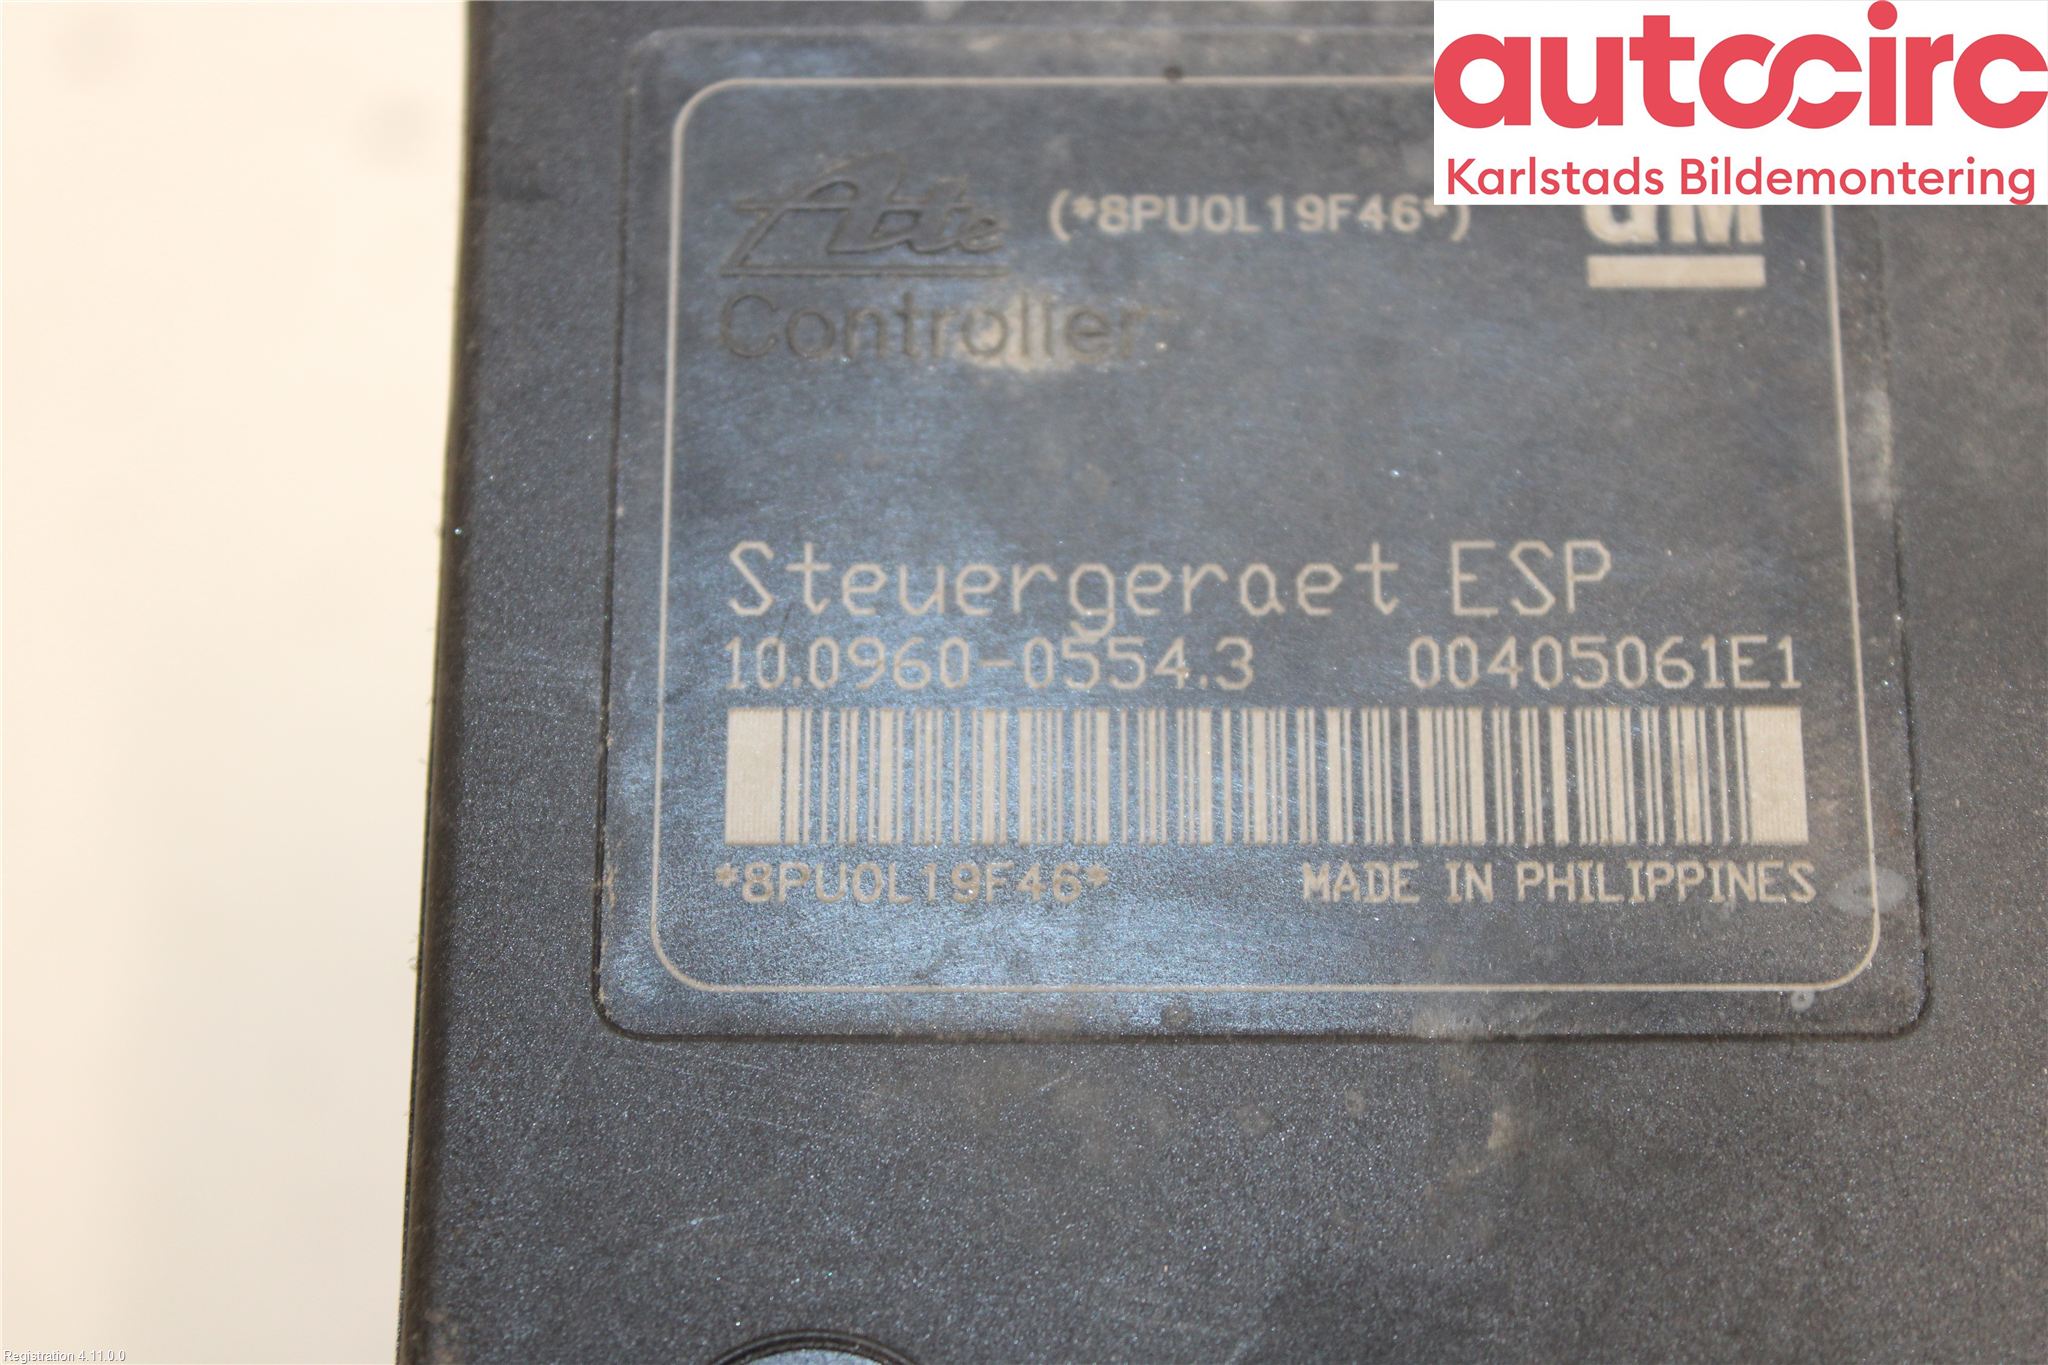 autocirc
Karlstads Bildemontering
Ate (*8PU0L19F46*) GM
Controller
Steuergeraet ESP
10.0960-0554.3 00405061E1
*8PU0L19F46* MADE IN PHILIPPINES
Registration 4.11.0.0